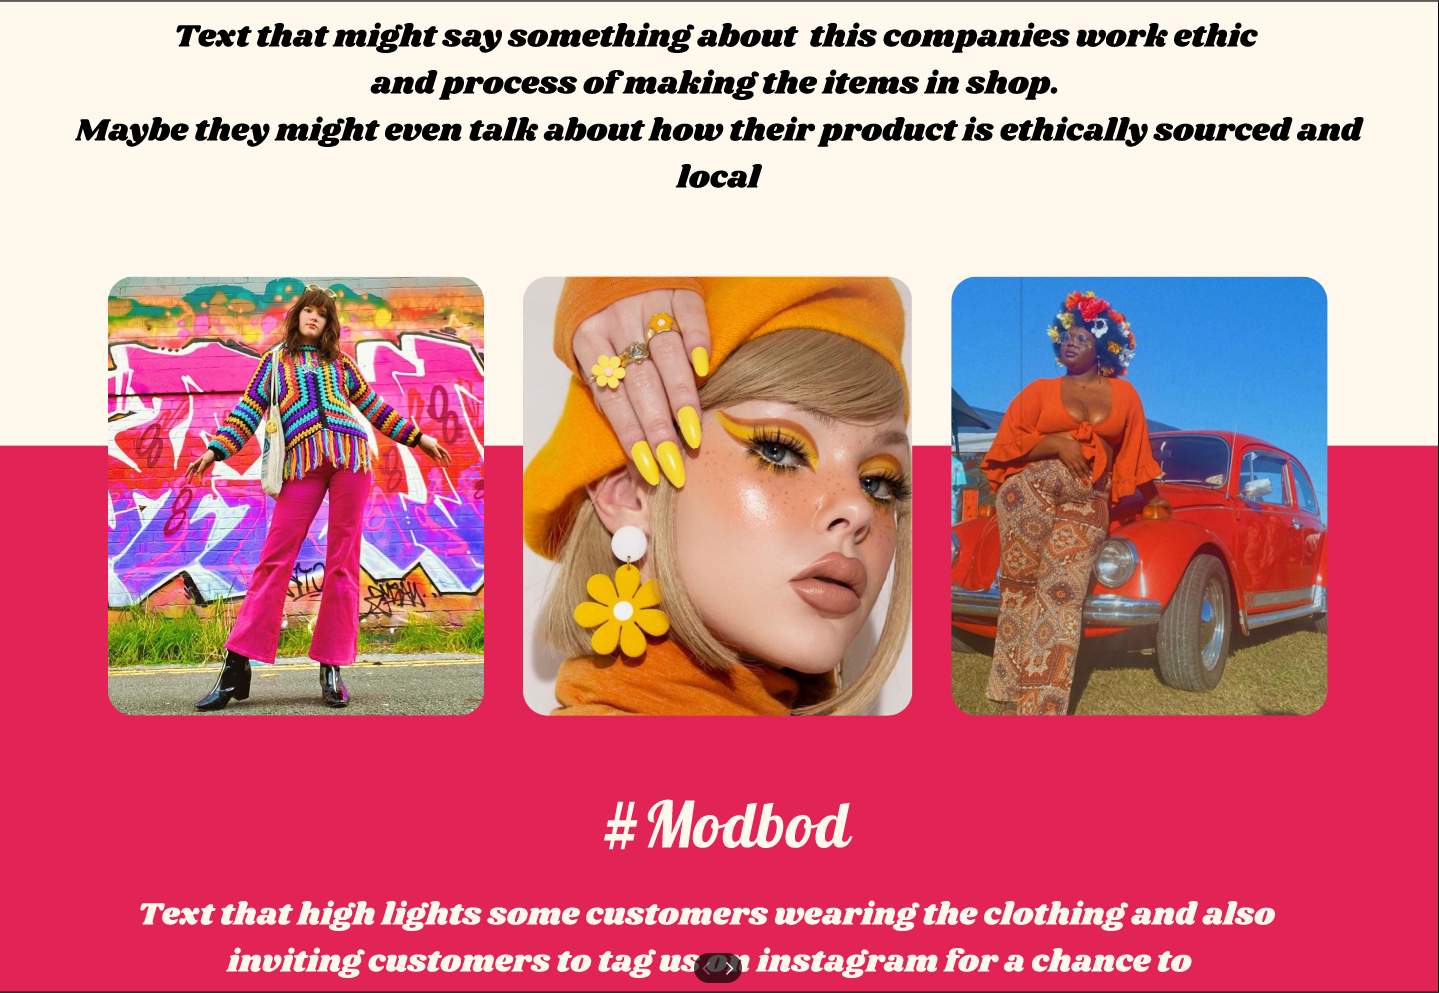 Text that might say something about this companies work ethic
and process of making the items in shop.
Maybe they might even talk about how their product is ethically sourced and
local
#Modbod
Text that high lights some customers wearing the clothing and also
inviting customers to tag us on instagram for a chance to